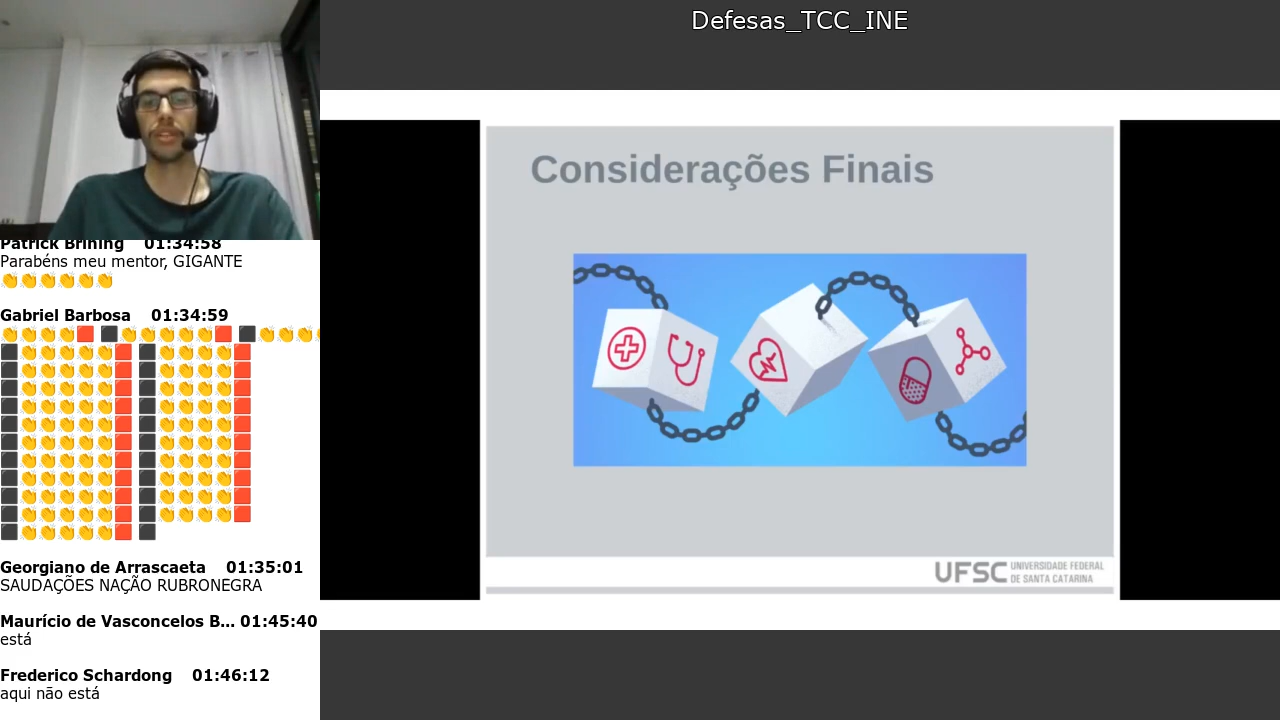 Defesas_TCC_INE
Patrick Brining 01:34:58
Parabéns meu mentor, GIGANTE
👏👏👏👏👏👏
Gabriel Barbosa 01:34:59
Georgiano de Arrascaeta 01:35:01
SAUDAÇÕES NAÇÃO RUBRONEGRA
Maurício de Vasconcelos B... 01:45:40
está
Frederico Schardong 01:46:12
aqui não está
Considerações Finais
UFSC UNIVERSIDADE FEDERAL
DE SANTA CATARINA